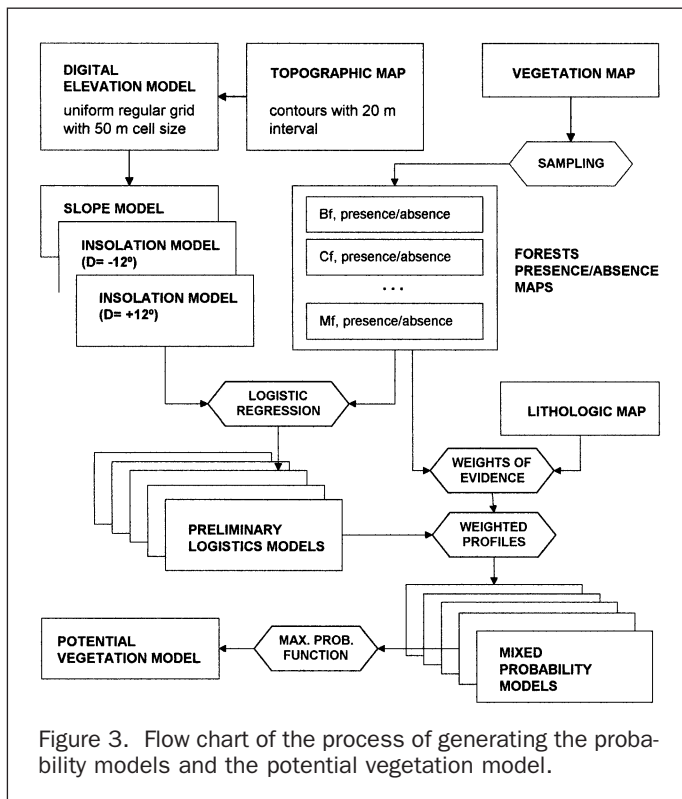 DIGITAL
ELEVATION MODEL
uniform regular grid
with 50 m cell size
TOPOGRAPHIC MAP
contours with 20 m
interval
VEGETATION MAP
SAMPLING
SLOPE MODEL
INSOLATION MODEL
(D= -12º)
INSOLATION MODEL
(D= +12º)
Bf, presence/absence
Cf, presence/absence
...
Mf, presence/absence
FORESTS
PRESENCE/ABSENCE
MAPS
LOGISTIC
REGRESSION
LITHOLOGIC MAP
WEIGHTS OF
EVIDENCE
PRELIMINARY
LOGISTICS MODELS
WEIGHTED
PROFILES
POTENTIAL
VEGETATION MODEL
MAX. PROB.
FUNCTION
MIXED
PROBABILITY
MODELS
Figure 3. Flow chart of the process of generating the proba-
bility models and the potential vegetation model.